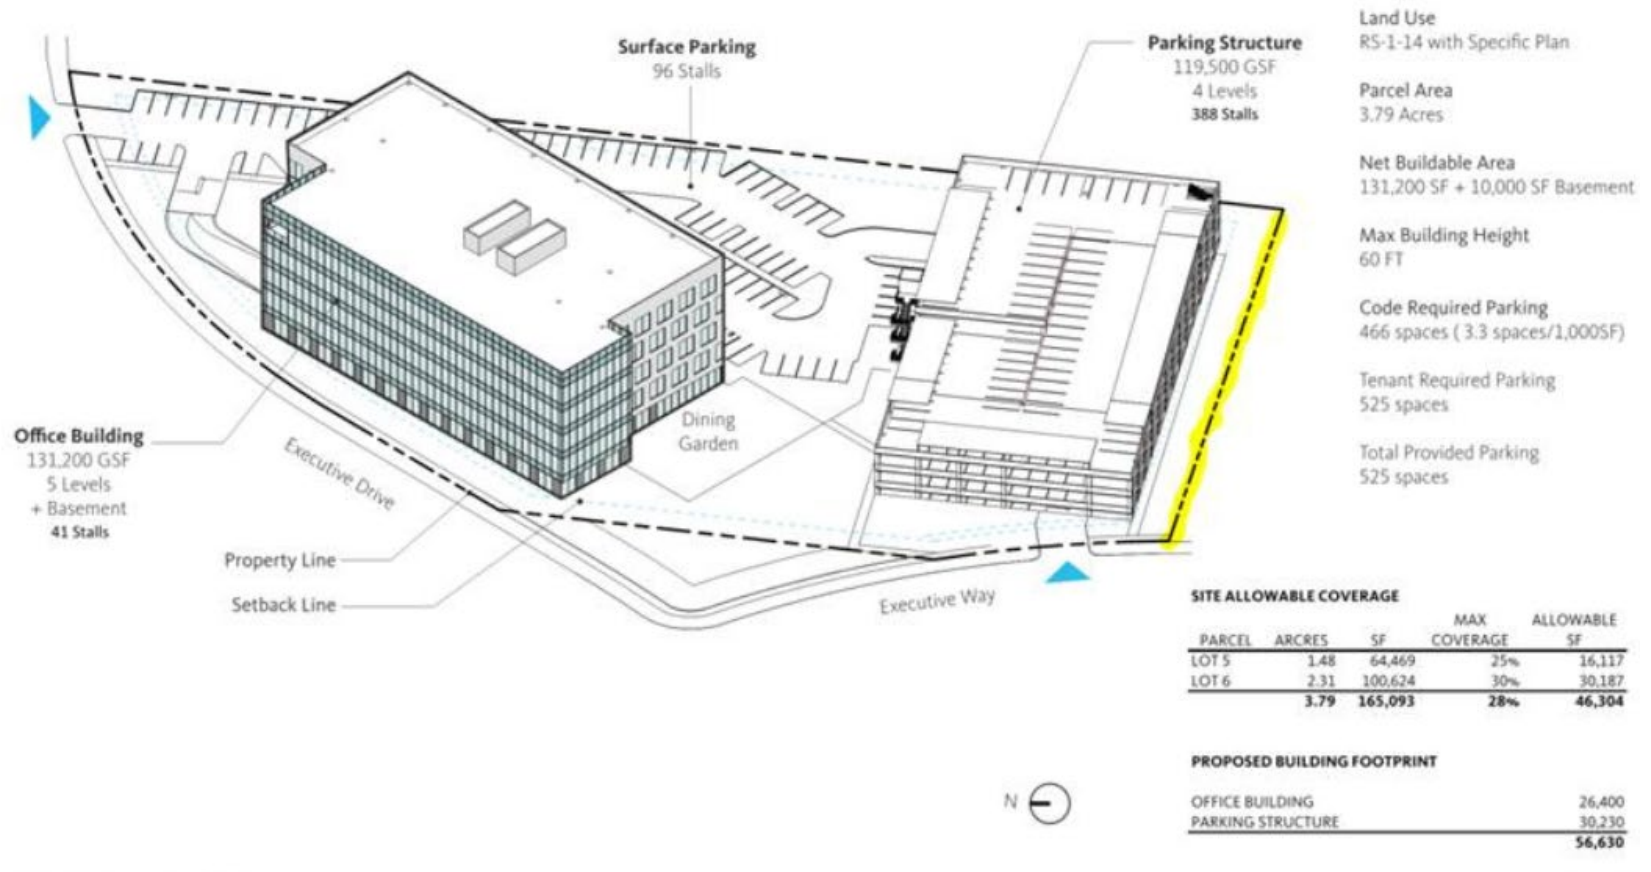 Surface Parking
96 Stalls
Parking Structure
119,500 GSF
4 Levels
388 Stalls
Land Use
RS-1-14 with Specific Plan
Parcel Area
3.79 Acres
Net Buildable Area
131,200 SF + 10,000 SF Basement
Max Building Height
60 FT
Code Required Parking
466 spaces ( 3.3 spaces/1,000SF)
Tenant Required Parking
525 spaces
Total Provided Parking
525 spaces
Office Building
131,200 GSF
5 Levels
+ Basement
41 Stalls
Dining
Garden
Executive Drive
Property Line
Setback Line
Executive Way
N
SITE ALLOWABLE COVERAGE
MAX ALLOWABLE
PARCEL ARCRES SF COVERAGE SF
LOT 5 1.48 64,469 25% 16,117
LOT 6 2.31 100,624 30% 30,187
3.79 165,093 28% 46,304
PROPOSED BUILDING FOOTPRINT
OFFICE BUILDING 26,400
PARKING STRUCTURE 30,230
56,630